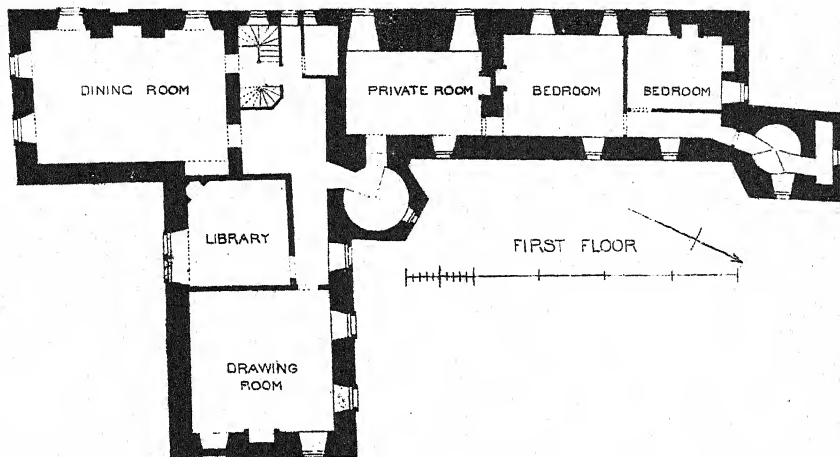 DINING ROOM
PRIVATE ROOM
BEDROOM
BEDROOM
LIBRARY
FIRST FLOOR
DRAWING
ROOM